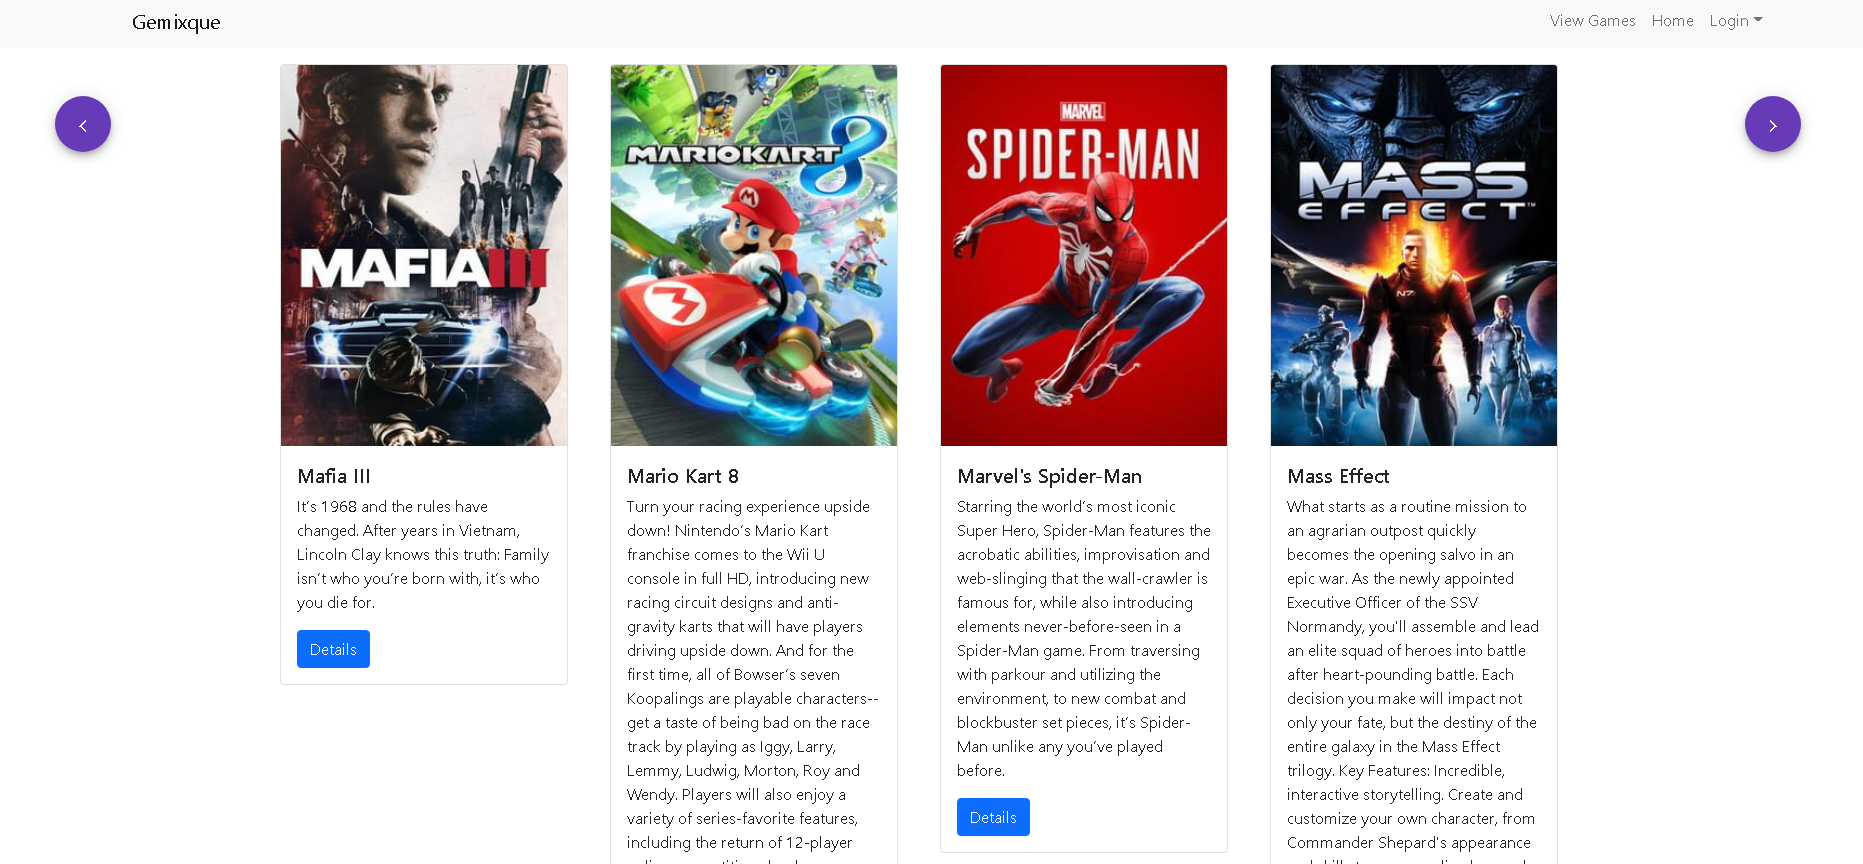 Gemixque
View Games Home Login
MAFIA III
MARIOKART 8
MARVEL
SPIDER-MAN
MASS
EFFECT™
N7
Mafia III
It's 1968 and the rules have
changed. After years in Vietnam,
Lincoln Clay knows this truth: Family
isn't who you're born with, it's who
you die for.
Details
Mario Kart 8
Turn your racing experience upside
down! Nintendo's Mario Kart
franchise comes to the Wii U
console in full HD, introducing new
racing circuit designs and anti-
gravity karts that will have players
driving upside down. And for the
first time, all of Bowser's seven
Koopalings are playable characters--
get a taste of being bad on the race
track by playing as Iggy, Larry,
Lemmy, Ludwig, Morton, Roy and
Wendy. Players will also enjoy a
variety of series-favorite features,
including the return of 12-player
Marvel's Spider-Man
Starring the world's most iconic
Super Hero, Spider-Man features the
acrobatic abilities, improvisation and
web-slinging that the wall-crawler is
famous for, while also introducing
elements never-before-seen in a
Spider-Man game. From traversing
with parkour and utilizing the
environment, to new combat and
blockbuster set pieces, it's Spider-
Man unlike any you've played
before.
Details
Mass Effect
What starts as a routine mission to
an agrarian outpost quickly
becomes the opening salvo in an
epic war. As the newly appointed
Executive Officer of the SSV
Normandy, you'll assemble and lead
an elite squad of heroes into battle
after heart-pounding battle. Each
decision you make will impact not
only your fate, but the destiny of the
entire galaxy in the Mass Effect
trilogy. Key Features: Incredible,
interactive storytelling. Create and
customize your own character, from
Commander Shepard's appearance